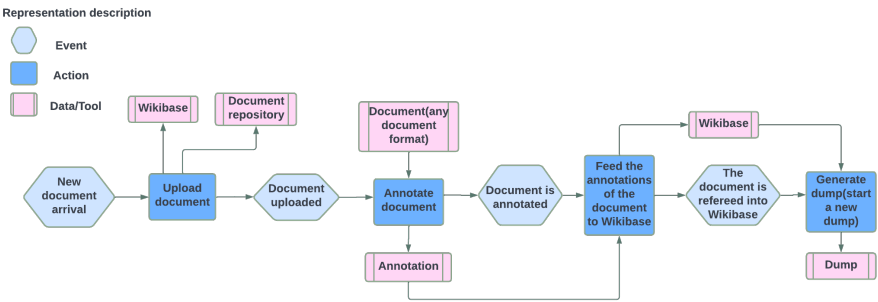 Representation description
Event
Action
Data/Tool
Wikibase
Document
repository
Document(any
document
format)
Wikibase
New
document
arrival
Upload
document
Document
uploaded
Annotate
document
Document is
annotated
Feed the
annotations
of the
document
to Wikibase
The
document is
refereed into
Wikibase
Generate
dump(start
a new
dump)
Annotation
Dump